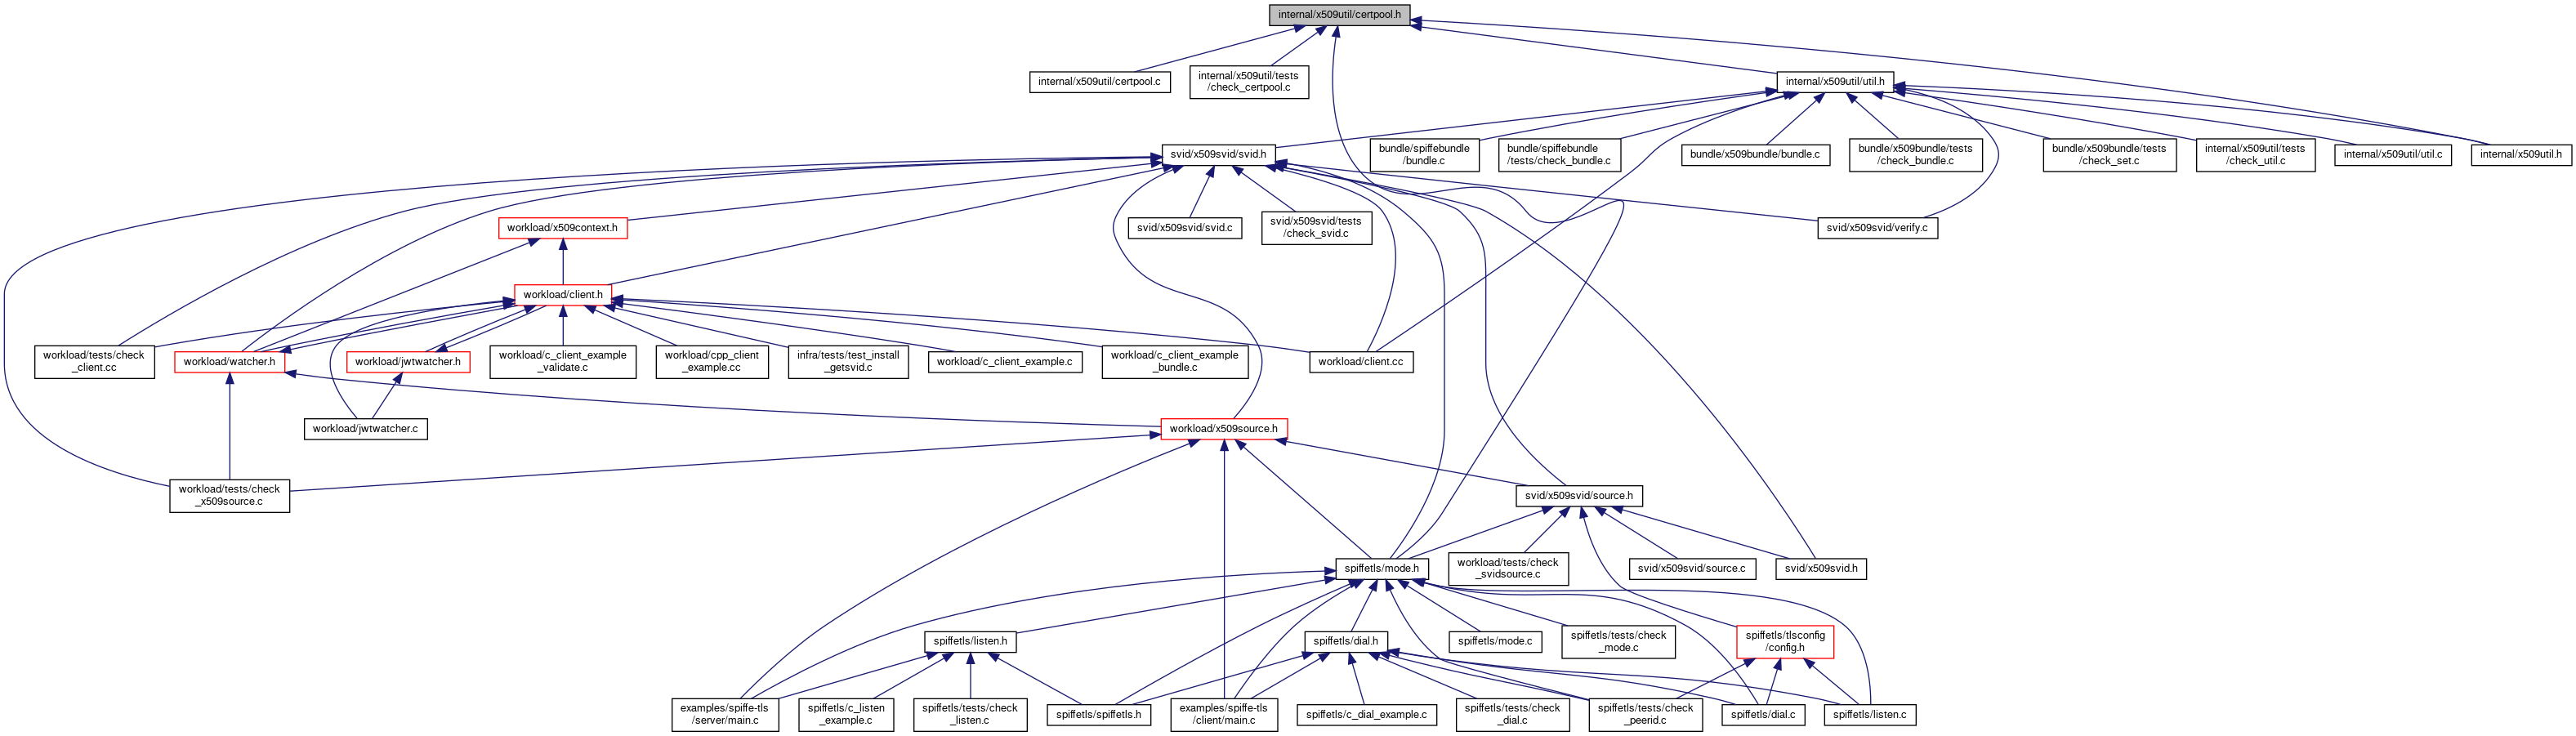 internal/x509util/certpool.h
internal/x509util/certpool.c
internal/x509util/tests
/check_certpool.c
internal/x509util/util.h
svid/x509svid/svid.h
bundle/spiffebundle
/bundle.c
bundle/spiffebundle
/tests/check_bundle.c
bundle/x509bundle/bundle.c
bundle/x509bundle/tests
/check_bundle.c
bundle/x509bundle/tests
/check_set.c
internal/x509util/tests
/check_util.c
internal/x509util/util.c
internal/x509util.h
workload/x509context.h
svid/x509svid/svid.c
svid/x509svid/tests
/check_svid.c
svid/x509svid/verify.c
workload/client.h
workload/tests/check
_client.cc
workload/watcher.h
workload/jwtwatcher.h
workload/c_client_example
_validate.c
workload/cpp_client
_example.cc
infra/tests/test_install
_getsvid.c
workload/c_client_example.c
workload/c_client_example
_bundle.c
workload/client.cc
workload/jwtwatcher.c
workload/x509source.h
workload/tests/check
_x509source.c
svid/x509svid/source.h
spiffetls/mode.h
workload/tests/check
_svidsource.c
svid/x509svid/source.c
svid/x509svid.h
spiffetls/listen.h
spiffetls/dial.h
spiffetls/mode.c
spiffetls/tests/check
_mode.c
spiffetls/tlsconfig
/config.h
examples/spiffe-tls
/server/main.c
spiffetls/c_listen
_example.c
spiffetls/tests/check
_listen.c
spiffetls/spiffetls.h
examples/spiffe-tls
/client/main.c
spiffetls/c_dial_example.c
spiffetls/tests/check
_dial.c
spiffetls/tests/check
_peerid.c
spiffetls/dial.c
spiffetls/listen.c